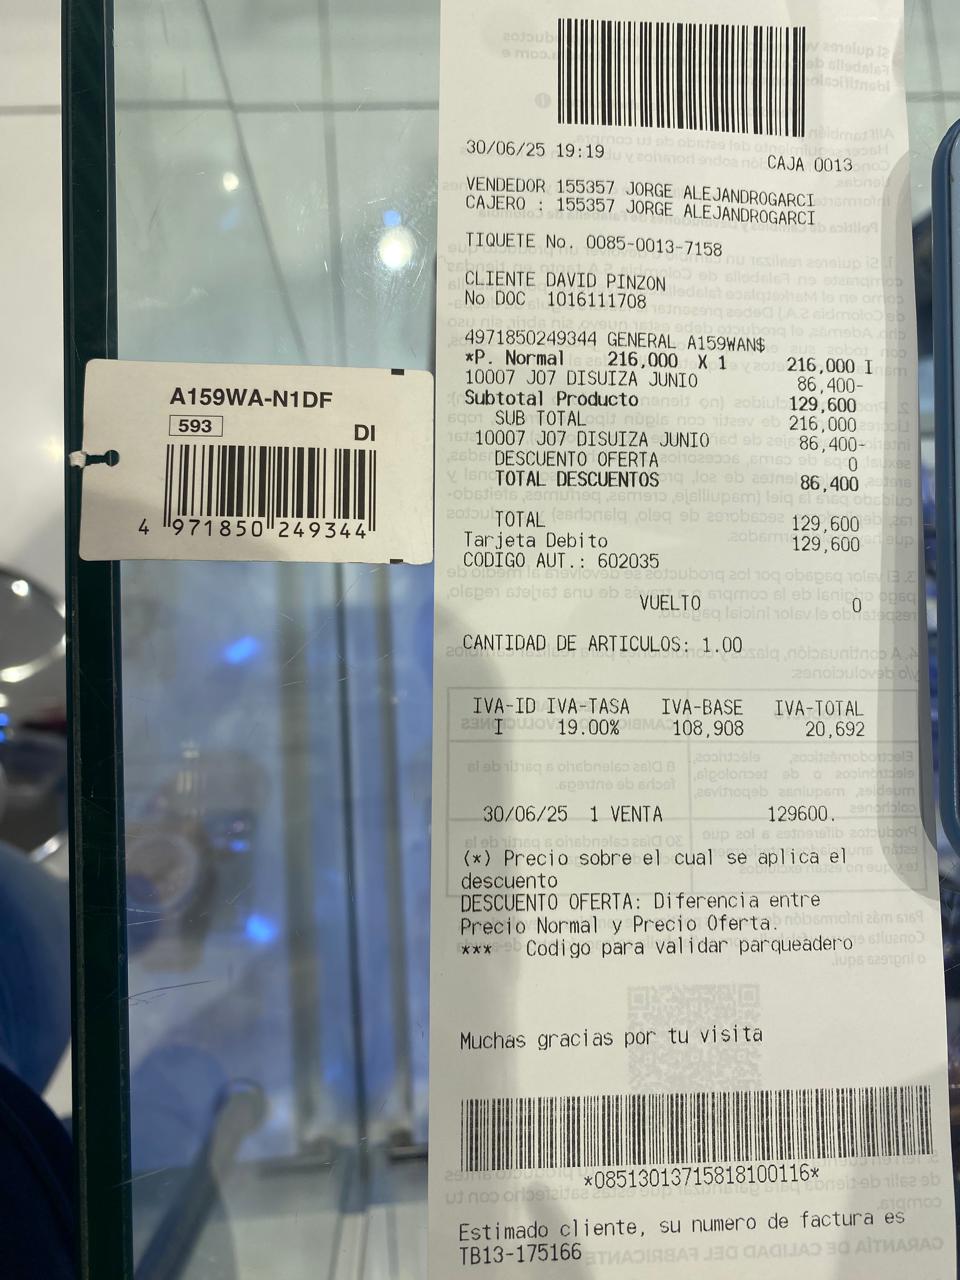 A159WA-N1DF
593
DI
4 971850 249344
30/06/25 19:19 CAJA 0013
VENDEDOR 155357 JORGE ALEJANDROGARCI
CAJERO : 155357 JORGE ALEJANDROGARCI
TIQUETE No. 0085-0013-7158
CLIENTE DAVID PINZON
No DOC 1016111708
4971850249344 GENERAL A159WAN$
*P. Normal 216,000 X 1 216,000 I
10007 J07 DISUIZA JUNIO 86,400-
Subtotal Producto 129,600
SUB TOTAL 216,000
10007 J07 DISUIZA JUNIO 86,400-
DESCUENTO OFERTA 0
TOTAL DESCUENTOS 86,400
TOTAL 129,600
Tarjeta Debito 129,600
CODIGO AUT.: 602035
VUELTO 0
CANTIDAD DE ARTICULOS: 1.00
IVA-ID IVA-TASA IVA-BASE IVA-TOTAL
I 19.00% 108,908 20,692
30/06/25 1 VENTA 129600.
(*) Precio sobre el cual se aplica el
descuento
DESCUENTO OFERTA: Diferencia entre
Precio Normal y Precio Oferta.
*** Codigo para validar parqueadero
Muchas gracias por tu visita
*08513013715818100116*
Estimado cliente, su numero de factura es
TB13-175166